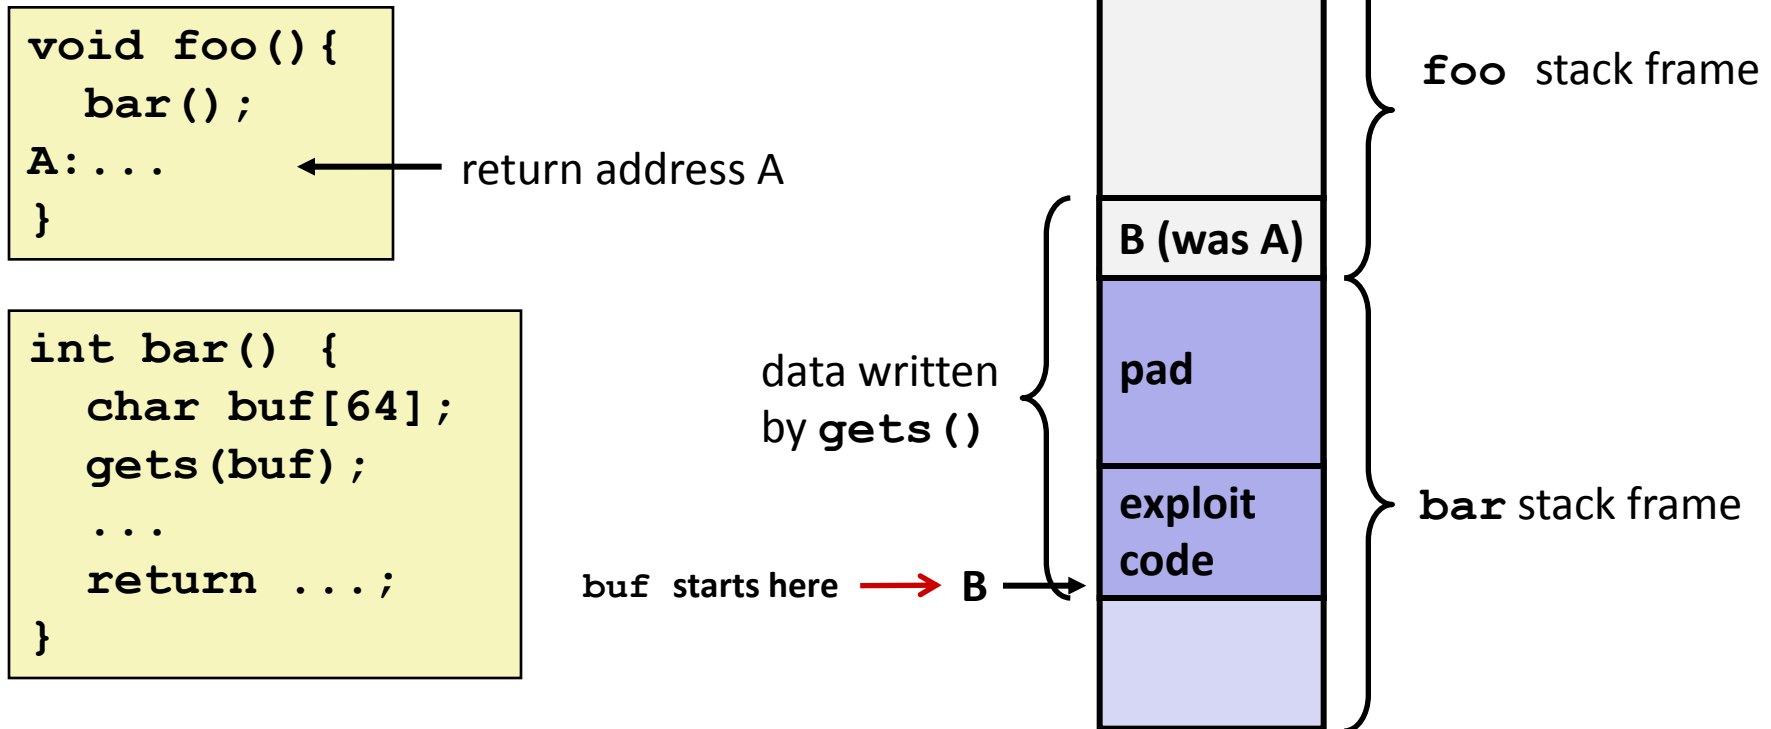 void foo(){
bar();
A:...
}
return address A
int bar() {
char buf[64];
gets(buf);
...
return ...;
}
data written
by gets()
buf starts here
B
B (was A)
pad
exploit
code
foo stack frame
bar stack frame